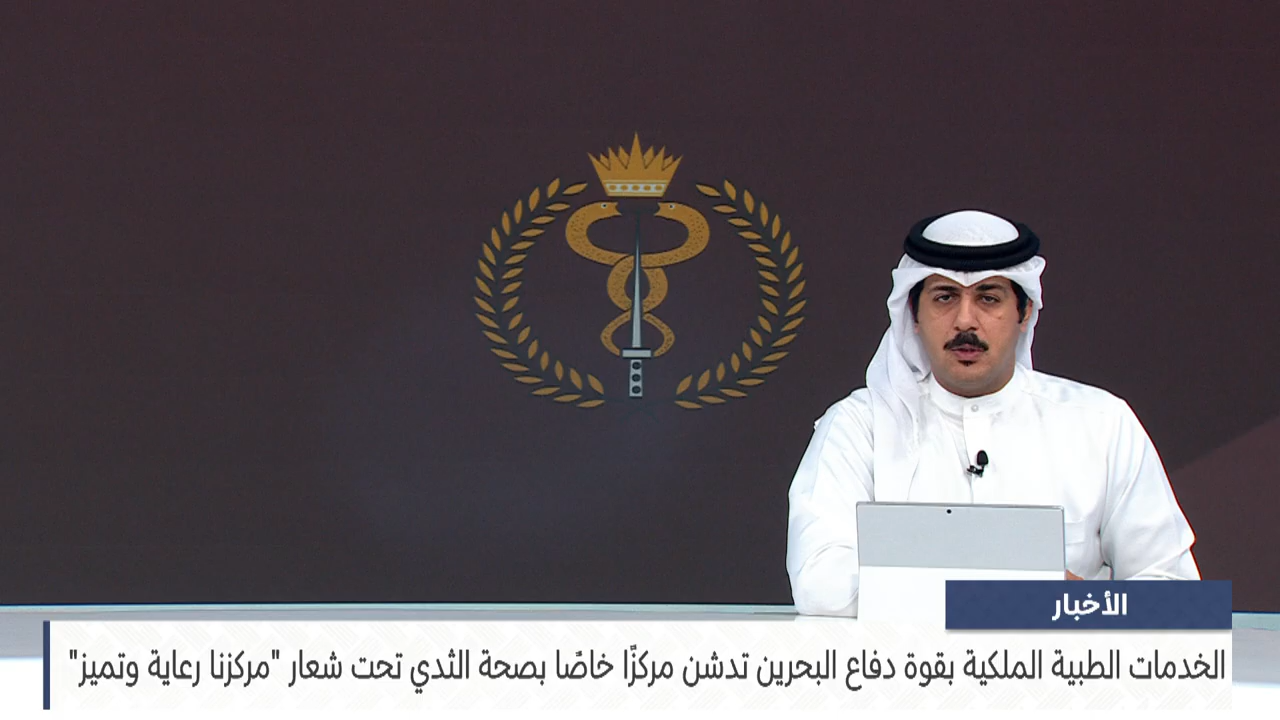 الأخبار
الخدمات الطبية الملكية بقوة دفاع البحرين تدشن مركزًا خاصًا بصحة الثدي تحت شعار "مركزنا رعاية وتميز"